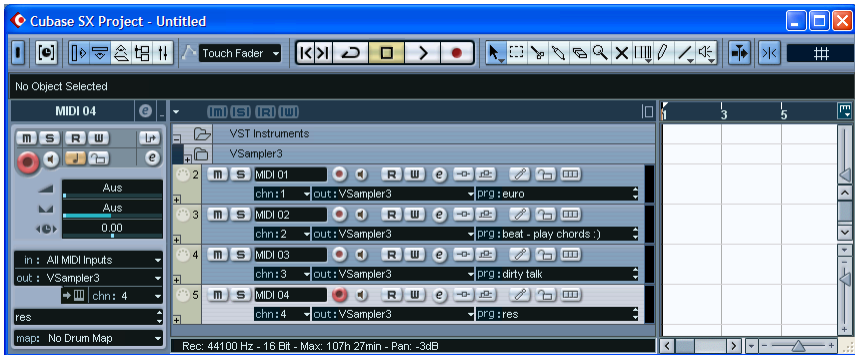 Cubase SX Project - Untitled
Touch Fader
No Object Selected
MIDI 04 e
[M] [S] [R] [W]
1 3 5
M S R W
VST Instruments
VSampler3
e
2 M S MIDI 01 R W e
Aus
chn:1 out:VSampler3 prg:euro
Aus
3 M S MIDI 02 R W e
0.00
chn:2 out:VSampler3 prg:beat - play chords :)
4 M S MIDI 03 R W e
in : All MIDI Inputs
chn:3 out:VSampler3 prg:dirty talk
out : VSampler3
5 M S MIDI 04 R W e
chn: 4
chn:4 out:VSampler3 prg:res
res
map: No Drum Map
Rec: 44100 Hz - 16 Bit - Max: 107h 27min - Pan: -3dB